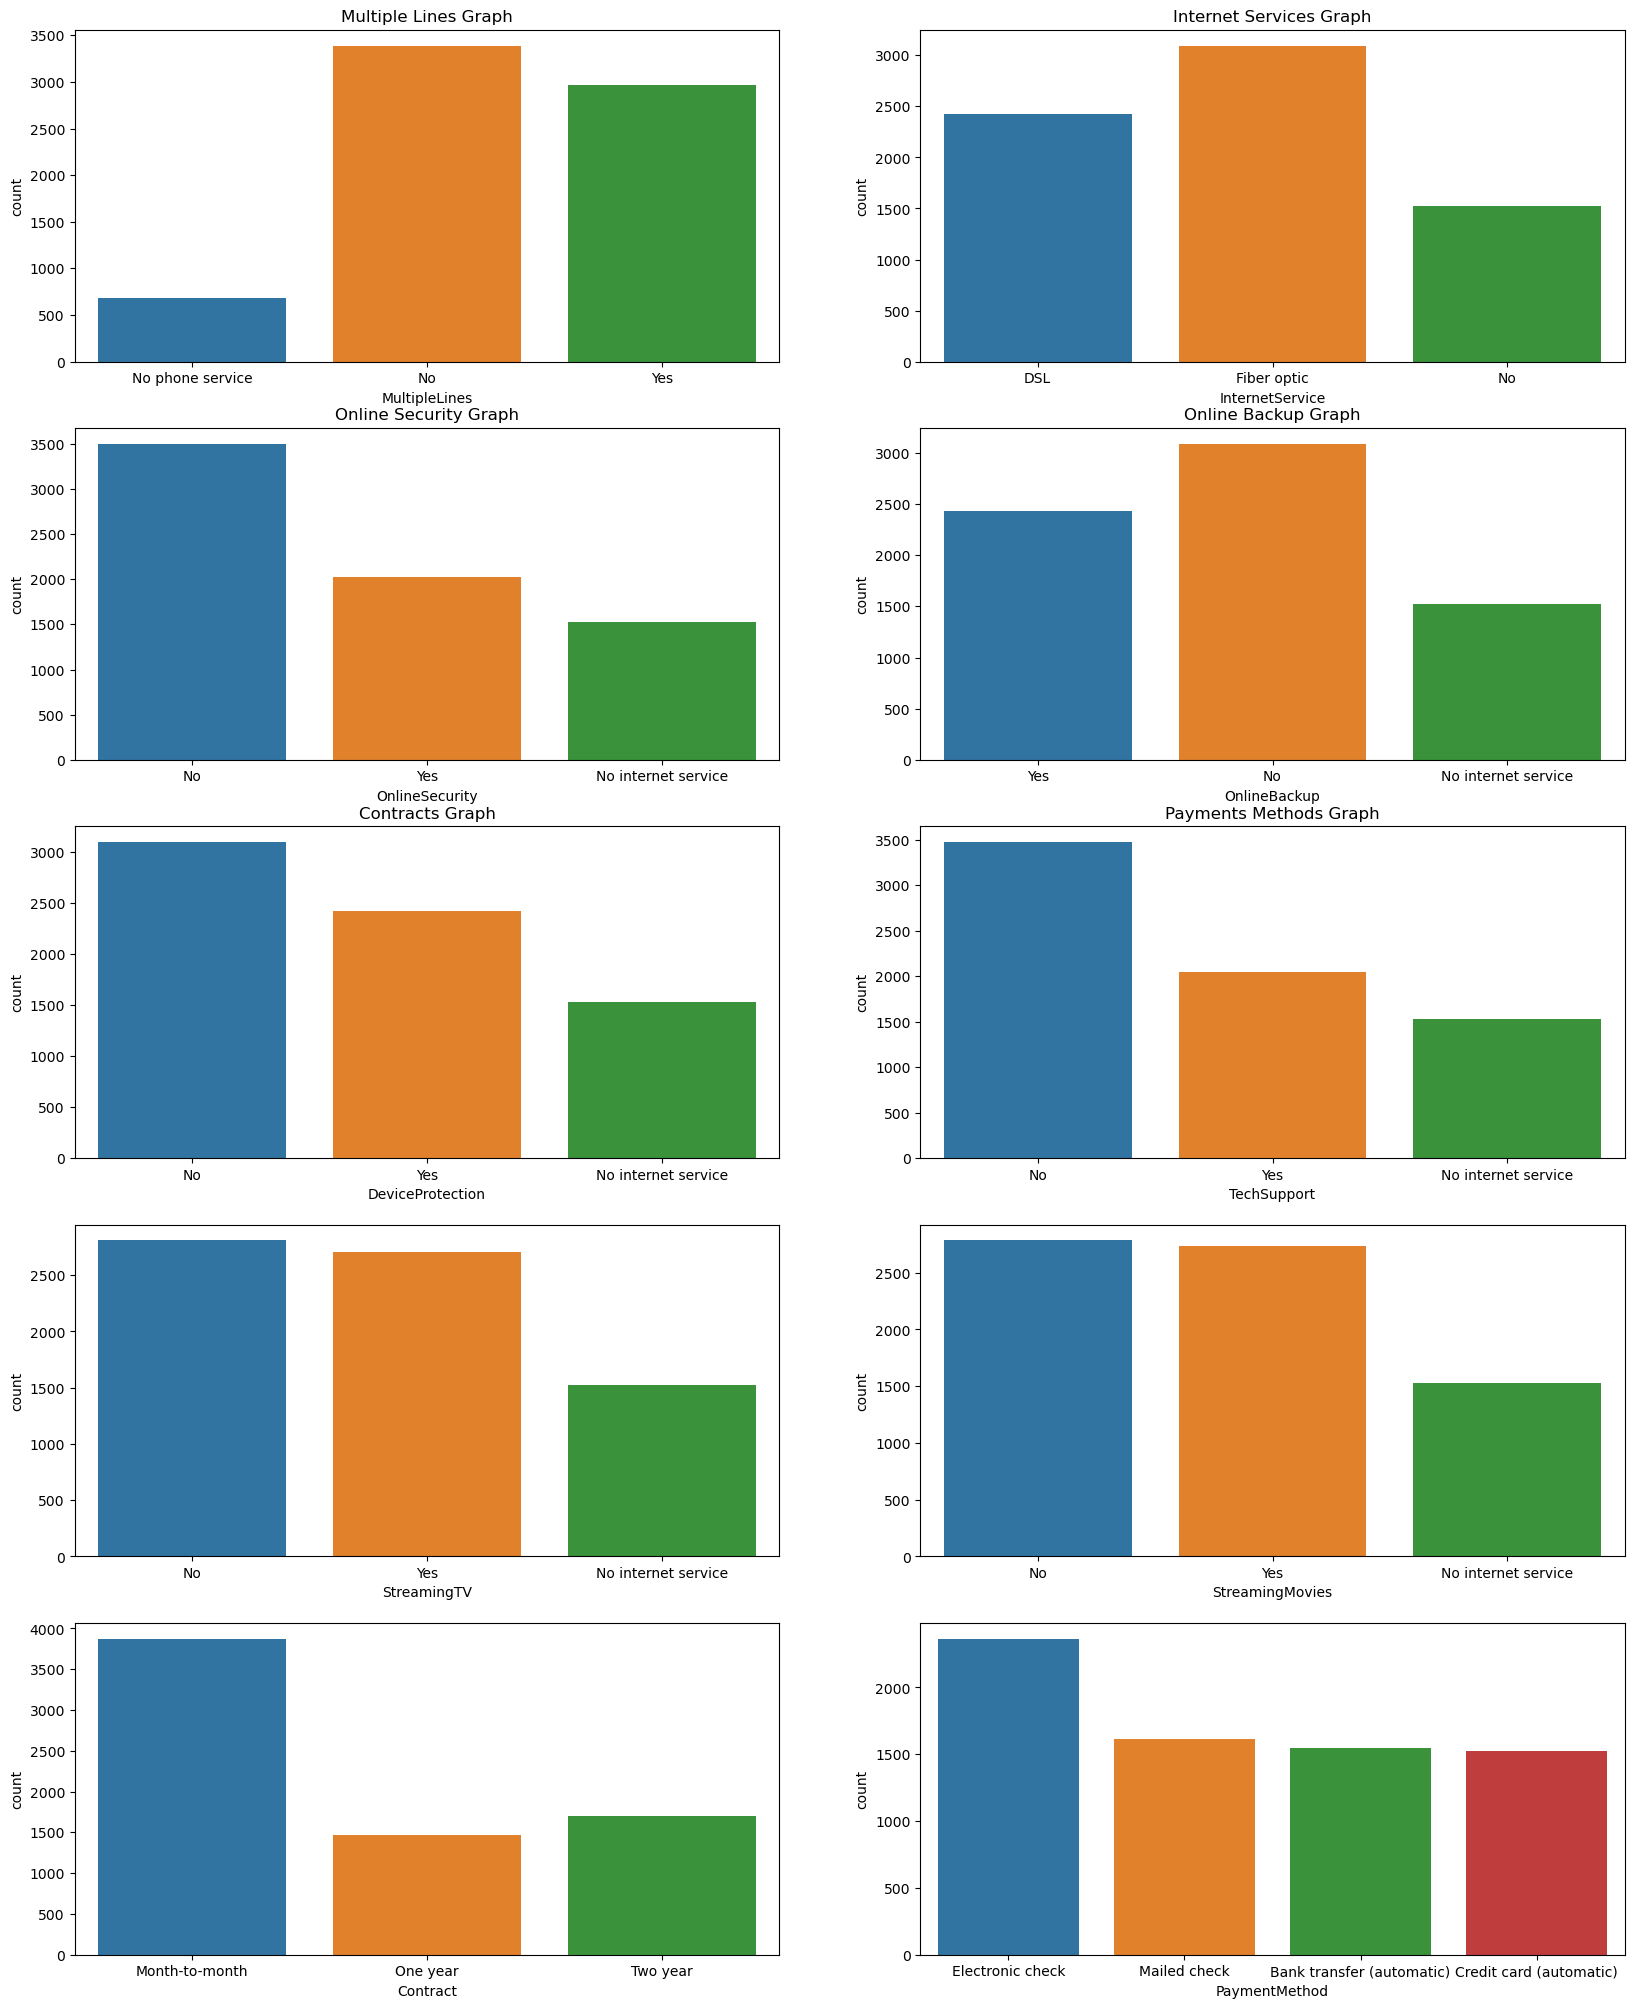 Multiple Lines Graph
3500
3000
2500
2000
1500
1000
500
0
count
No phone service No Yes
MultipleLines
Internet Services Graph
3000
2500
2000
1500
1000
500
0
count
DSL Fiber optic No
InternetService
Online Security Graph
3500
3000
2500
2000
1500
1000
500
0
count
No Yes No internet service
OnlineSecurity
Online Backup Graph
3000
2500
2000
1500
1000
500
0
count
Yes No No internet service
OnlineBackup
Contracts Graph
3000
2500
2000
1500
1000
500
0
count
No Yes No internet service
DeviceProtection
Payments Methods Graph
3500
3000
2500
2000
1500
1000
500
0
count
No Yes No internet service
TechSupport
2500
2000
1500
1000
500
0
count
No Yes No internet service
StreamingTV
2500
2000
1500
1000
500
0
count
No Yes No internet service
StreamingMovies
4000
3500
3000
2500
2000
1500
1000
500
0
count
Month-to-month One year Two year
Contract
2000
1500
1000
500
0
count
Electronic check Mailed check Bank transfer (automatic) Credit card (automatic)
PaymentMethod